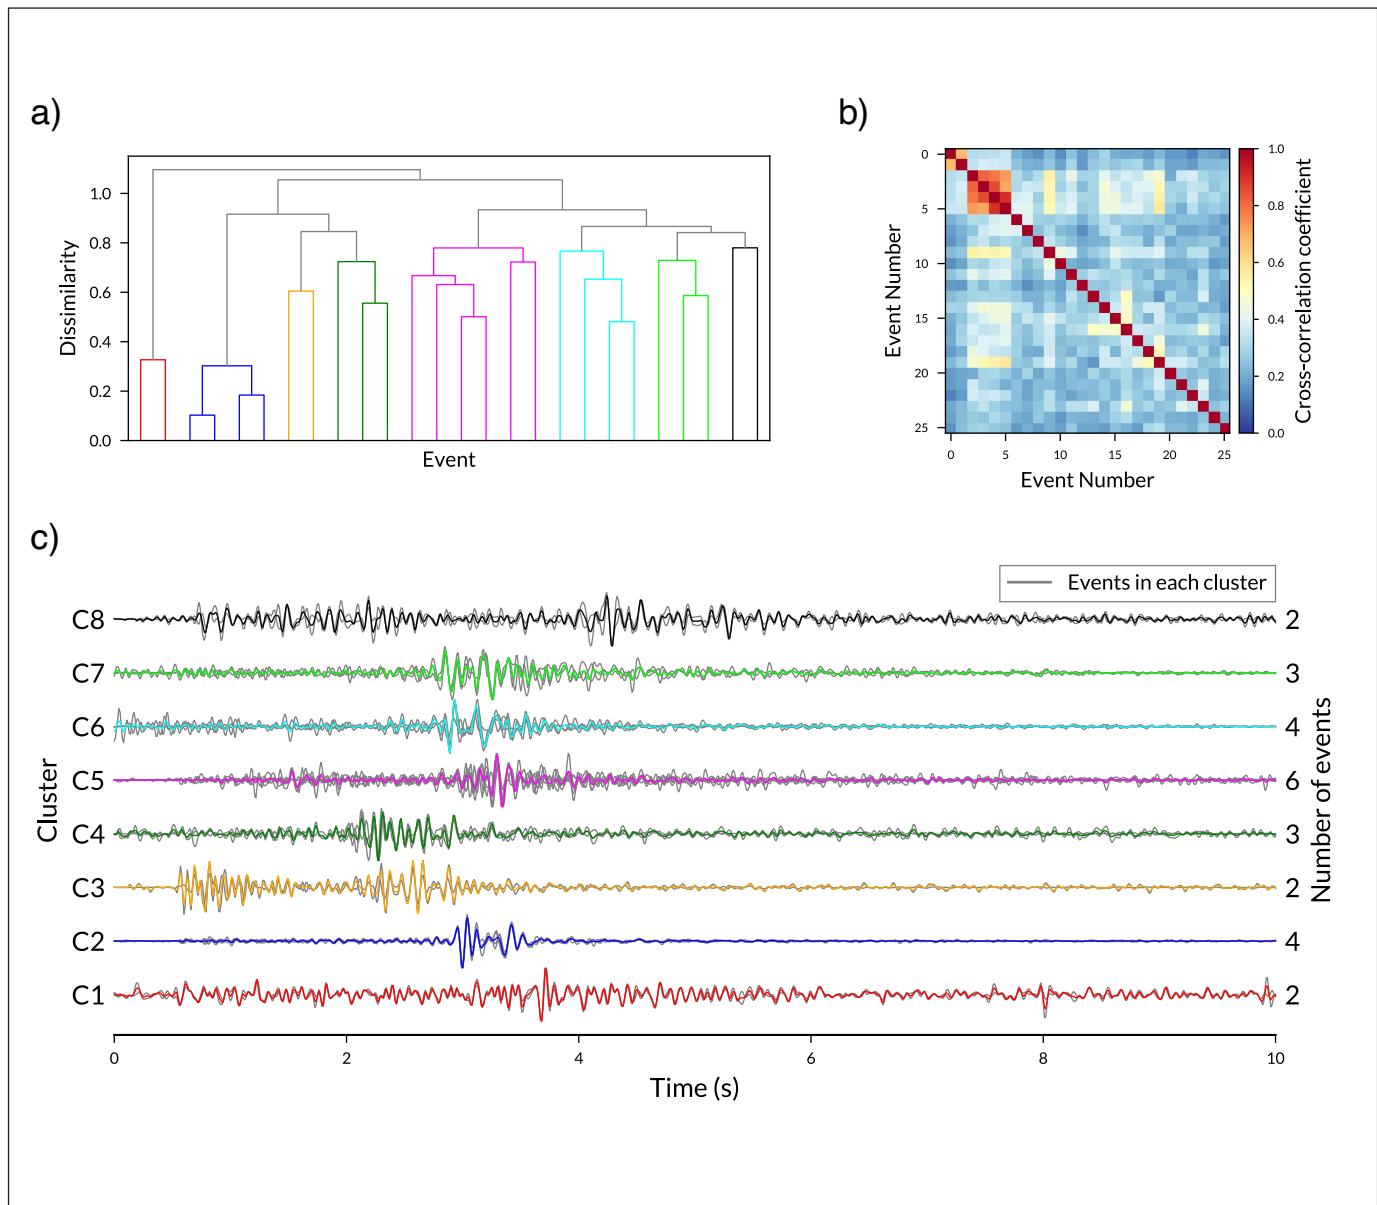 a)
1.0
0.8
0.6
0.4
0.2
0.0
Dissimilarity
Event
b)
0
5
10
15
20
25
Event Number
0 5 10 15 20 25
Event Number
1.0
0.8
0.6
0.4
0.2
0.0
Cross-correlation coefficient
c)
Events in each cluster
C8 2
C7 3
C6 4
C5 6
C4 3
C3 2
C2 4
C1 2
Cluster
Number of events
0 2 4 6 8 10
Time (s)